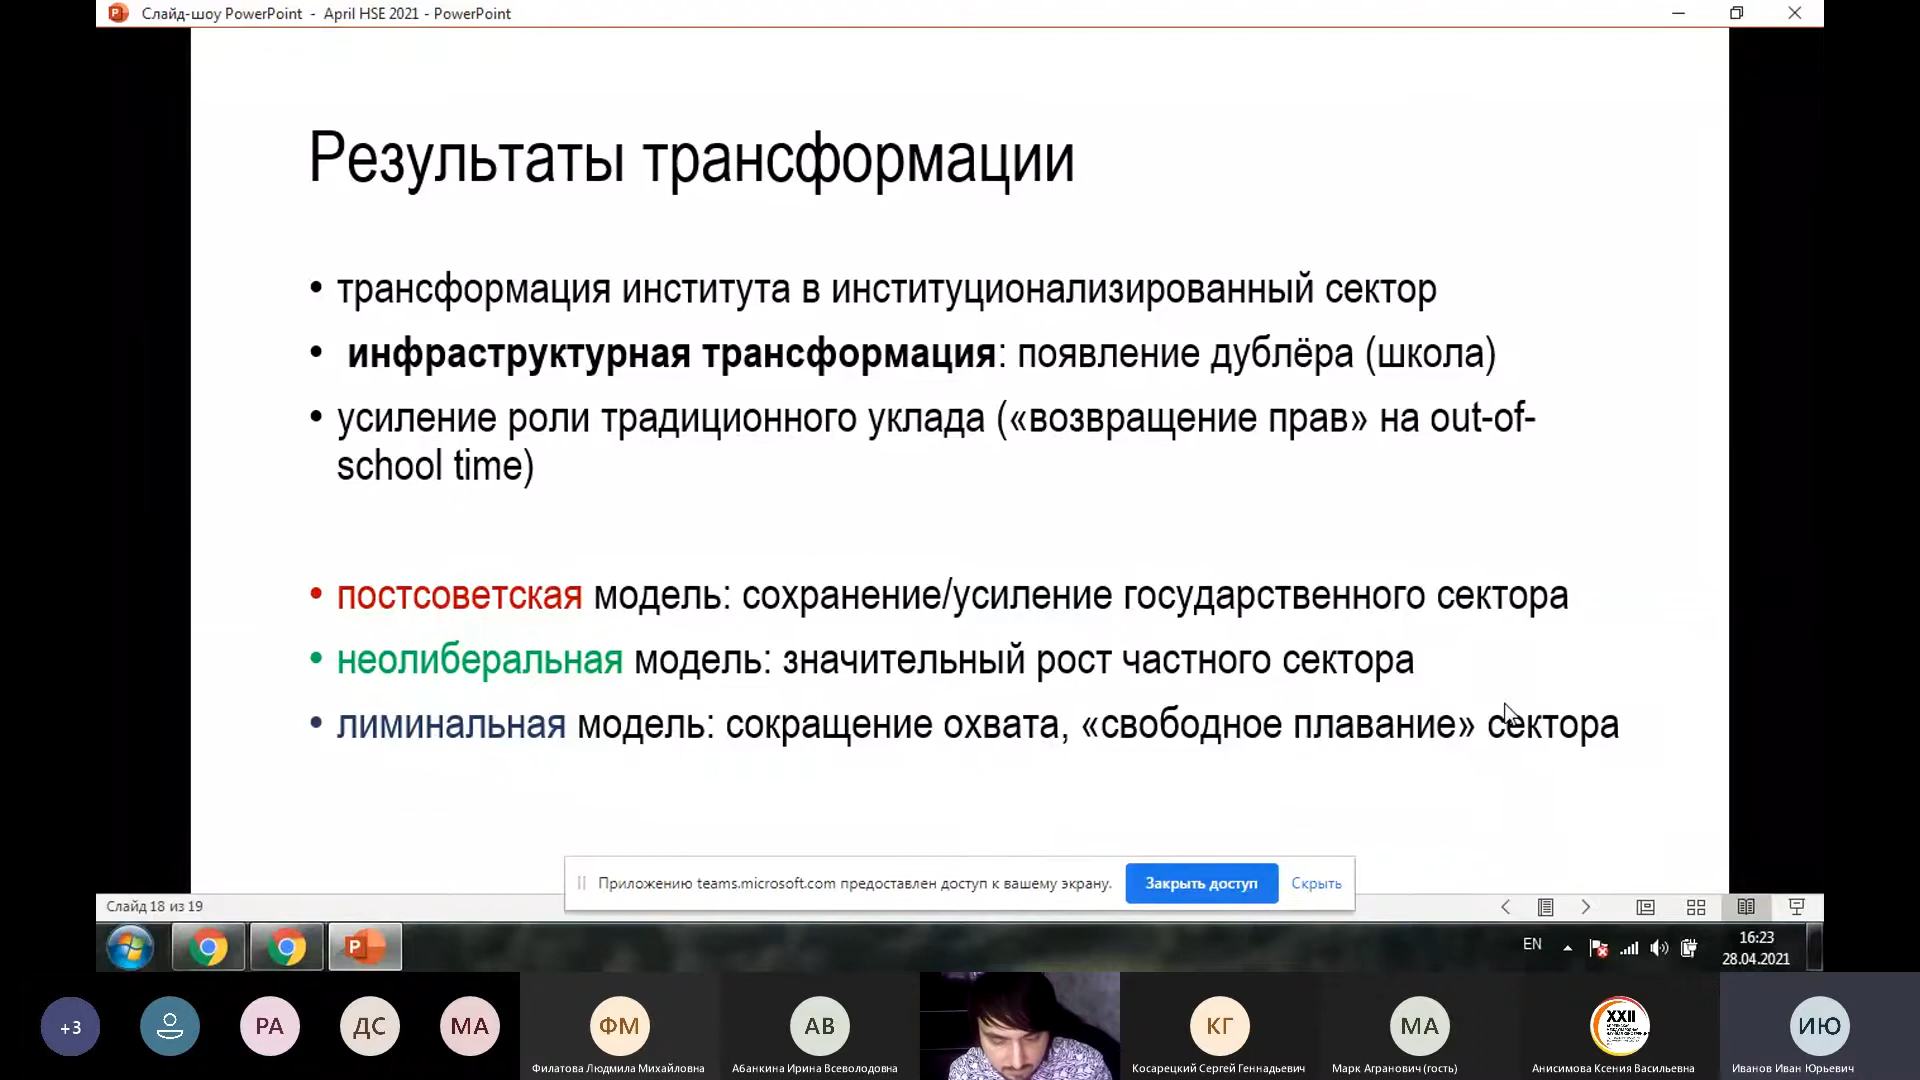 Слайд-шоу PowerPoint - April HSE 2021 - PowerPoint
Результаты трансформации
• трансформация института в институционализированный сектор
• инфраструктурная трансформация: появление дублёра (школа)
• усиление роли традиционного уклада («возвращение прав» на out-of-
school time)
• постсоветская модель: сохранение/усиление государственного сектора
• неолиберальная модель: значительный рост частного сектора
• лиминальная модель: сокращение охвата, «свободное плавание» сектора
Приложению teams.microsoft.com предоставлен доступ к вашему экрану.
Закрыть доступ
Скрыть
Слайд 18 из 19
EN
16:23
28.04.2021
+3
РА
ДС
МА
ФМ
АВ
КГ
МА
XXII
ИЮ
Филатова Людмила Михайловна
Абанкина Ирина Всеволодовна
Косарецкий Сергей Геннадьевич
Марк Агранович (гость)
Анисимова Ксения Васильевна
Иванов Иван Юрьевич